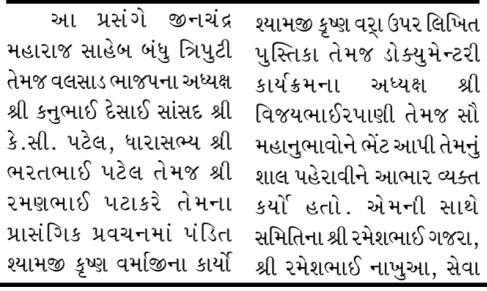 આ પ્રસંગે જીનચંદ્ર
મહારાજ સાહેબ બંધુ ત્રિપુટી
તેમજ વલસાડ ભાજપના અધ્યક્ષ
શ્રી કનુભાઈ દેસાઈ સાંસદ શ્રી
કે.સી. પટેલ, ધારાસભ્ય શ્રી
ભરતભાઈ પટેલ તેમજ શ્રી
રમણભાઈ પટાકરે તેમના
પ્રાસંગિક પ્રવચનમાં પંડિત
શ્યામજી કૃષ્ણ વર્માજીના કાર્યો
શ્યામજી કૃષ્ણ વર્‍ા ઉપર લિખિત
પુસ્તિકા તેમજ ડોક્યુમેન્ટરી
કાર્યક્રમના અધ્યક્ષ શ્રી
વિજયભાઈરપાણી તેમજ સૌ
મહાનુભાવોને ભેંટ આપી તેમનું
શાલ પહેરાવીને આભાર વ્યક્ત
કર્યો હતો. એમની સાથે
સમિતિના શ્રી રમેશભાઈ ગજરા,
શ્રી રમેશભાઈ નાખુઆ, સેવા